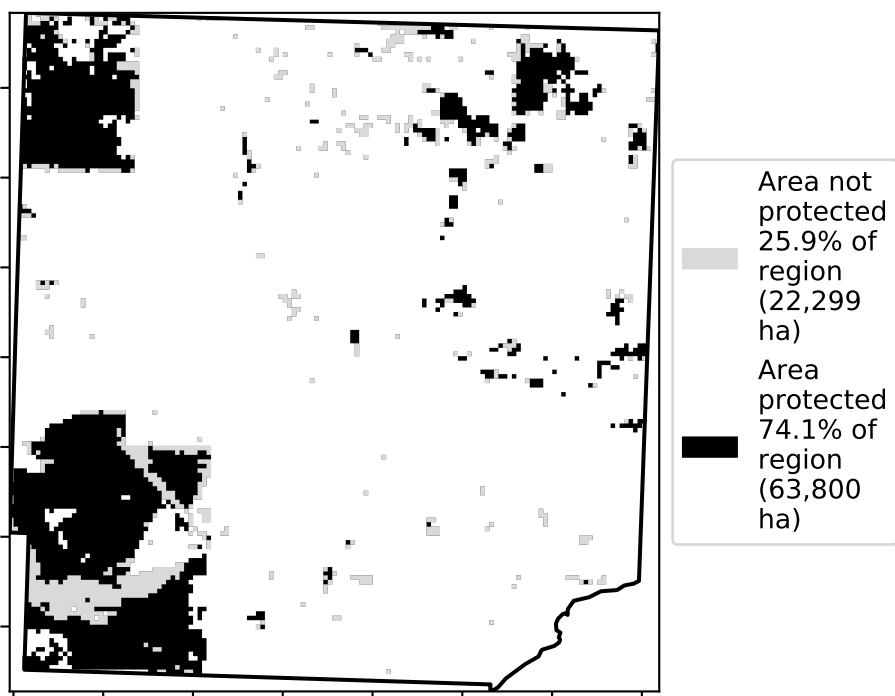 Area not
protected
25.9% of
region
(22,299
ha)
Area
protected
74.1% of
region
(63,800
ha)